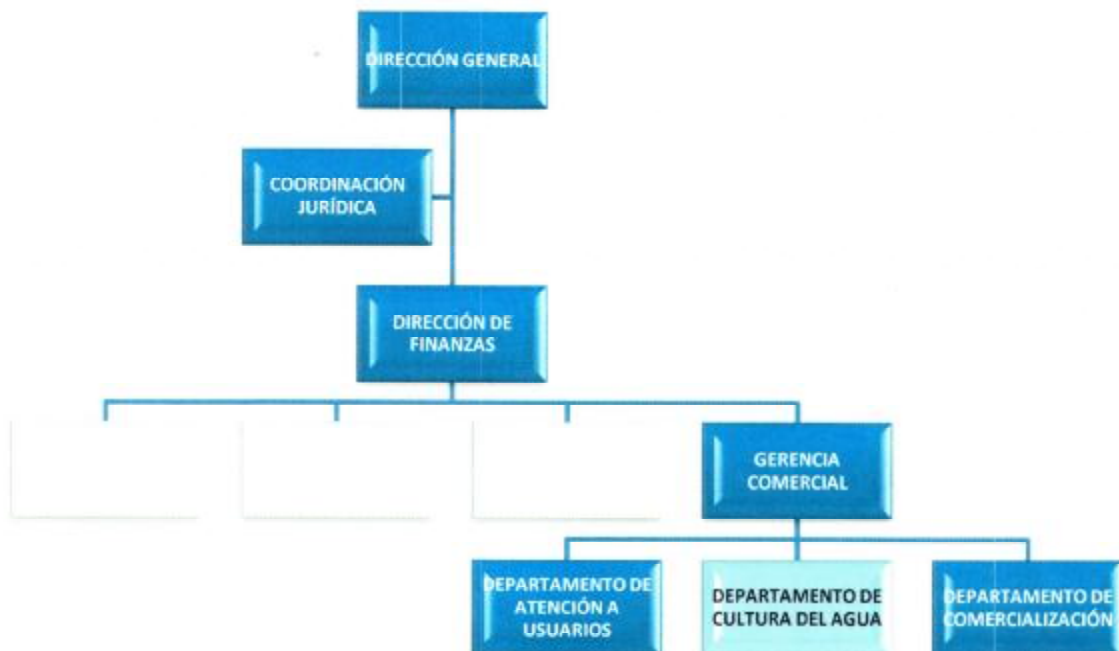 DIRECCIÓN GENERAL
COORDINACIÓN
JURÍDICA
DIRECCIÓN DE
FINANZAS
GERENCIA
COMERCIAL
DEPARTAMENTO DE
ATENCIÓN A
USUARIOS
DEPARTAMENTO DE
CULTURA DEL AGUA
DEPARTAMENTO DE
COMERCIALIZACIÓN